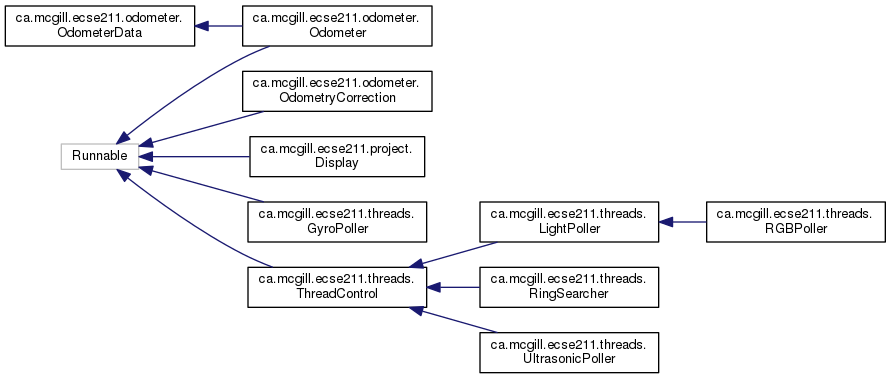 ca.mcgill.ecse211.odometer.
OdometerData
ca.mcgill.ecse211.odometer.
Odometer
ca.mcgill.ecse211.odometer.
OdometryCorrection
Runnable
ca.mcgill.ecse211.project.
Display
ca.mcgill.ecse211.threads.
GyroPoller
ca.mcgill.ecse211.threads.
ThreadControl
ca.mcgill.ecse211.threads.
LightPoller
ca.mcgill.ecse211.threads.
RGBPoller
ca.mcgill.ecse211.threads.
RingSearcher
ca.mcgill.ecse211.threads.
UltrasonicPoller